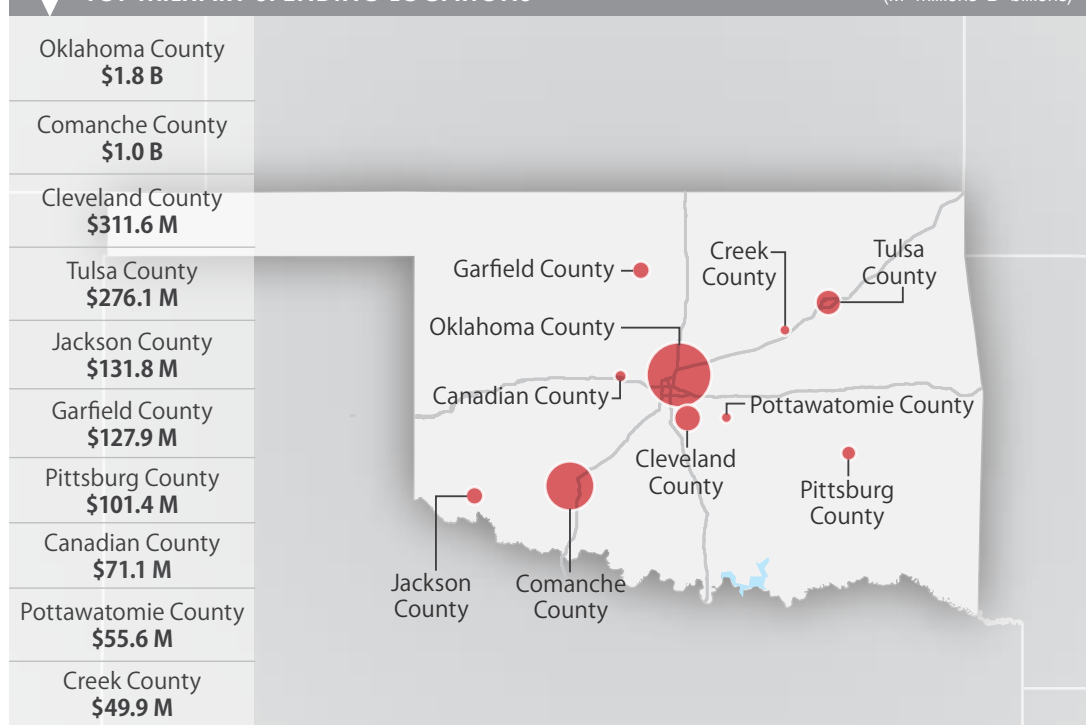 Oklahoma County
$1.8 B
Comanche County
$1.0 B
Cleveland County
$311.6 M
Tulsa County
$276.1 M
Jackson County
$131.8 M
Garfield County
$127.9 M
Pittsburg County
$101.4 M
Canadian County
$71.1 M
Pottawatomie County
$55.6 M
Creek County
$49.9 M
Garfield County
Creek
County
Tulsa
County
Oklahoma County
Canadian County
Pottawatomie County
Cleveland
County
Pittsburg
County
Jackson
County
Comanche
County